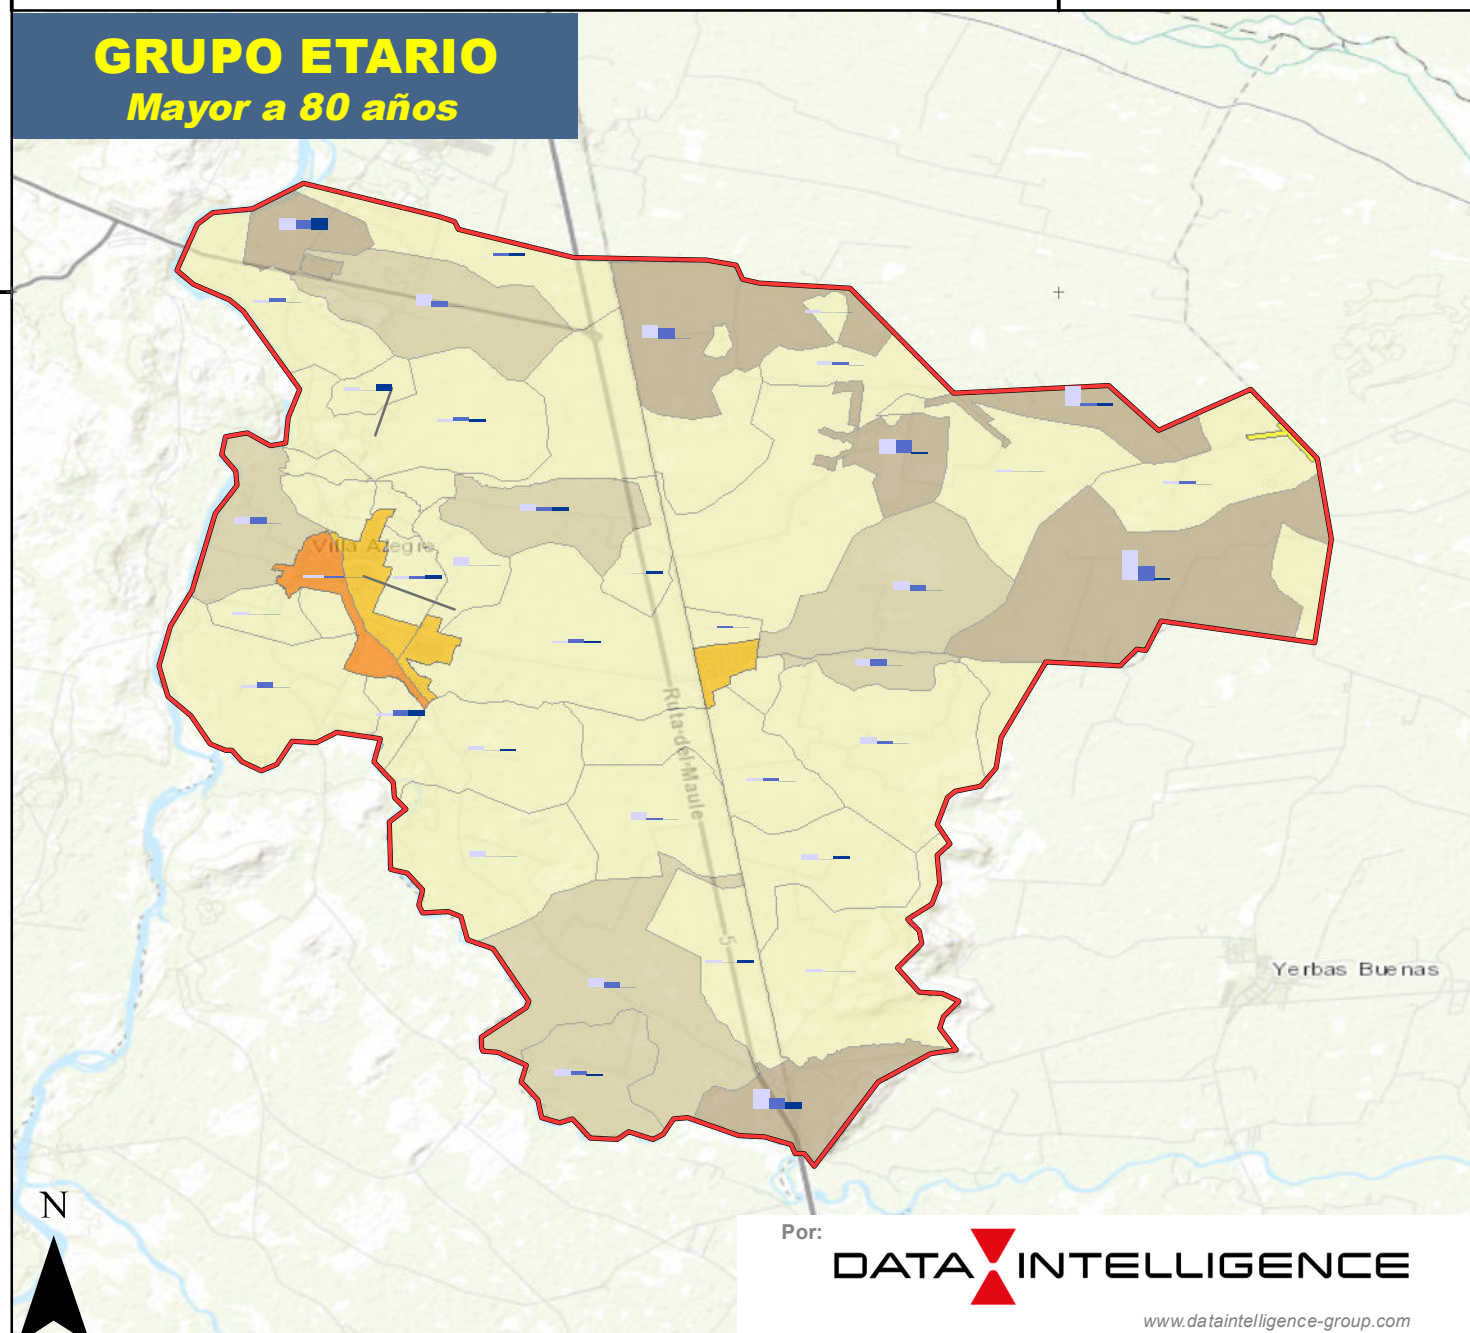 GRUPO ETARIO
Mayor a 80 años
Villa Alegre
Ruta del Maule
5
Yerbas Buenas
N
Por:
DATA INTELLIGENCE
www.dataintelligence-group.com